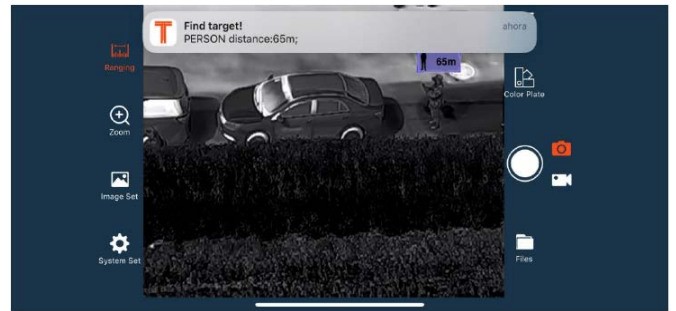 Find target!
PERSON distance:65m;
ahora
Ranging
65m
Color Plate
Zoom
Image Set
System Set
Files